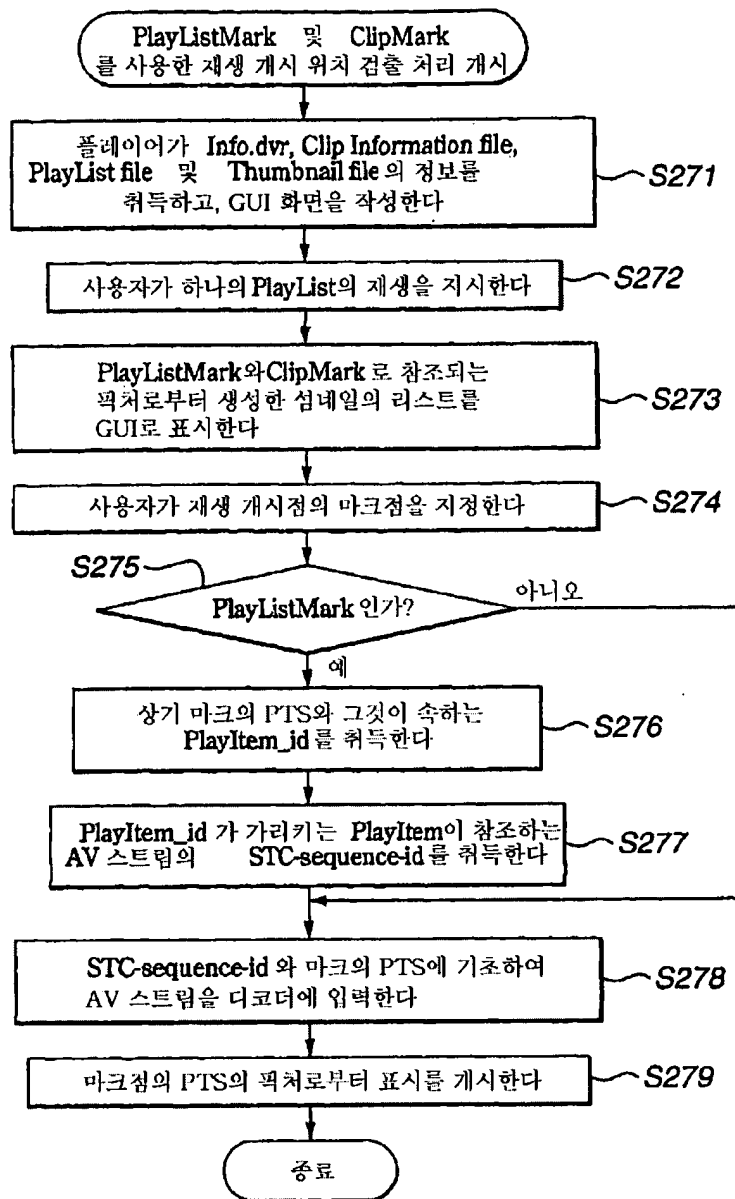 PlayListMark 및 ClipMark
를 사용한 재생 개시 위치 검출 처리 개시
플레이어가 Info.dvr, Clip Information file,
PlayList file 및 Thumbnail file 의 정보를
취득하고, GUI 화면을 작성한다
S271
사용자가 하나의 PlayList의 재생을 지시한다
S272
PlayListMark와ClipMark 로 참조되는
픽처로부터 생성한 섬네일의 리스트를
GUI로 표시한다
S273
사용자가 재생 개시점의 마크점을 지정한다
S274
S275
PlayListMark 인가?
아니오
예
상기 마크의 PTS와 그것이 속하는
PlayItem_id 를 취득한다
S276
PlayItem_id 가 가리키는 PlayItem이 참조하는
AV 스트림의 STC-sequence-id 를 취득한다
S277
STC-sequence-id 와 마크의 PTS에 기초하여
AV 스트림을 디코더에 입력한다
S278
마크점의 PTS의 픽처로부터 표시를 개시한다
S279
종료